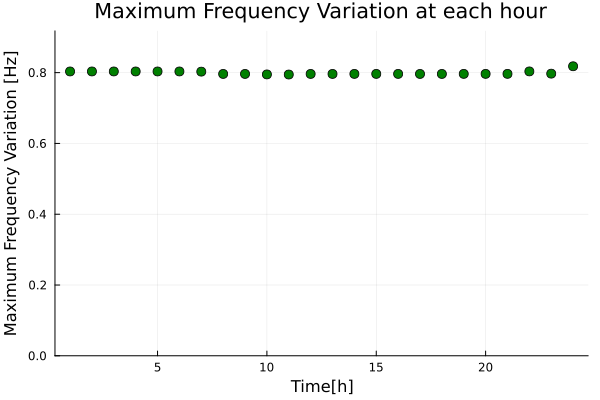 Maximum Frequency Variation at each hour
Maximum Frequency Variation [Hz]
0.8
0.6
0.4
0.2
0.0
5 10 15 20
Time[h]